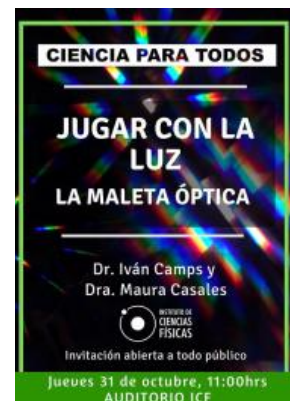 CIENCIA PARA TODOS
JUGAR CON LA
LUZ
LA MALETA ÓPTICA
Dr. Iván Camps y
Dra. Maura Casales
INSTITUTO DE
CIENCIAS
FÍSICAS
Invitación abierta a todo público
Jueves 31 de octubre, 11:00hrs
AUDITORIO ICF